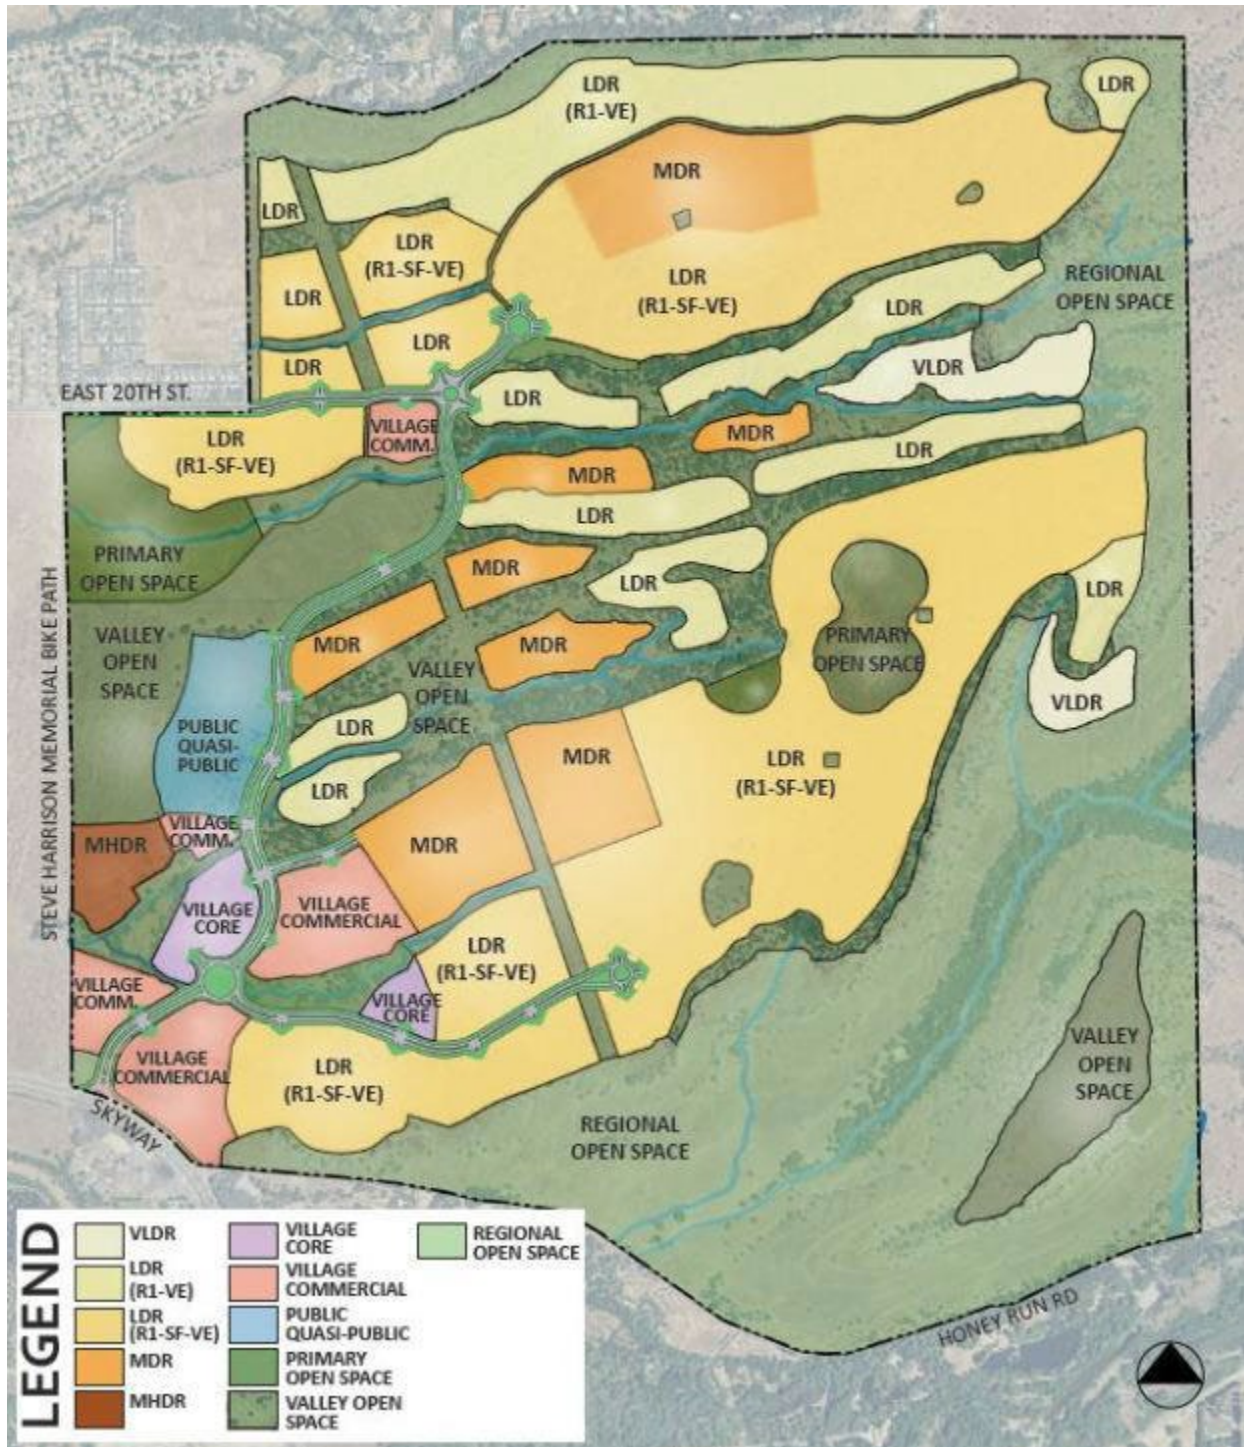 LDR
(R1-VE)
LDR
MDR
LDR
LDR
(R1-SF-VE)
LDR
(R1-SF-VE)
REGIONAL
OPEN SPACE
LDR
LDR
LDR
LDR
VLDR
EAST 20TH ST.
LDR
LDR
VILLAGE
COMM.
MDR
LDR
(R1-SF-VE)
LDR
MDR
LDR
PRIMARY
OPEN SPACE
MDR
LDR
LDR
STEVE HARRISON MEMORIAL BIKE PATH
VALLEY
OPEN
SPACE
MDR
MDR
PRIMARY
OPEN SPACE
VALLEY
OPEN
SPACE
VLDR
PUBLIC
QUASI-
PUBLIC
LDR
MDR
LDR
(R1-SF-VE)
LDR
VILLAGE
COMM.
MHDR
MDR
VILLAGE
CORE
VILLAGE
COMMERCIAL
LDR
(R1-SF-VE)
VILLAGE
COMM.
VILLAGE
CORE
VILLAGE
COMMERCIAL
LDR
(R1-SF-VE)
VALLEY
OPEN
SPACE
SKYWAY
REGIONAL
OPEN SPACE
HONEY RUN RD
LEGEND
VLDR
LDR
(R1-VE)
LDR
(R1-SF-VE)
MDR
MHDR
VILLAGE
CORE
VILLAGE
COMMERCIAL
PUBLIC
QUASI-PUBLIC
PRIMARY
OPEN SPACE
VALLEY OPEN
SPACE
REGIONAL
OPEN SPACE